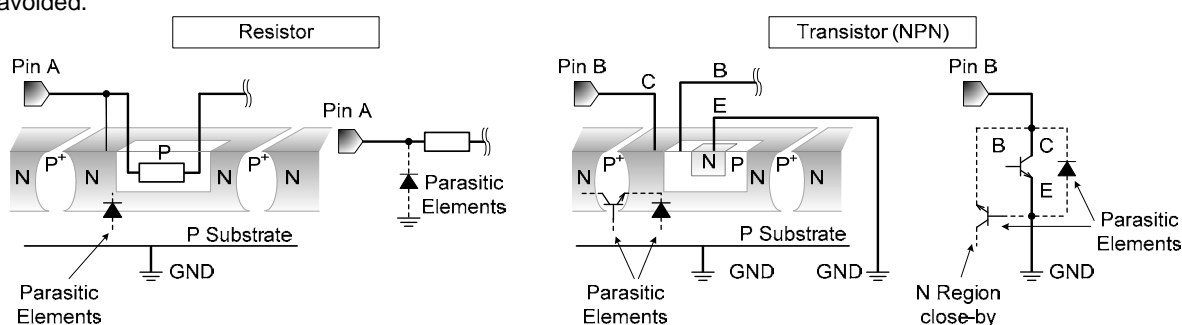 avoided.
Resistor
Transistor (NPN)
Pin A
Pin B
C
B
E
Pin B
Pin A
N
P+
N
P
N
P+
N
Parasitic
Elements
P Substrate
GND
Parasitic
Elements
N
P+
N
N
P
N
P+
N
P Substrate
GND
GND
Parasitic
Elements
B
C
E
Parasitic
Elements
GND
N Region
close-by